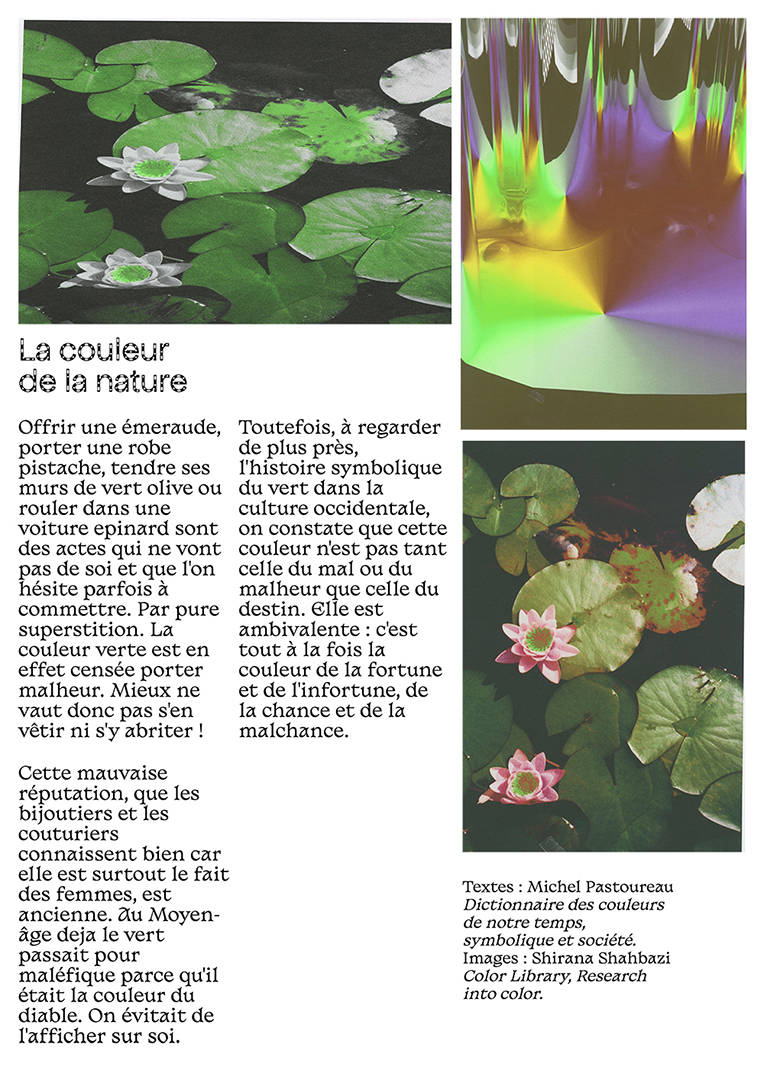 La couleur
de la nature
Offrir une émeraude,
porter une robe
pistache, tendre ses
murs de vert olive ou
rouler dans une
voiture epinard sont
des actes qui ne vont
pas de soi et que l'on
hésite parfois à
commettre. Par pure
superstition. La
couleur verte est en
effet censée porter
malheur. Mieux ne
vaut donc pas s'en
vêtir ni s'y abriter !
Cette mauvaise
réputation, que les
bijoutiers et les
couturiers
connaissent bien car
elle est surtout le fait
des femmes, est
ancienne. Au Moyen-
âge deja le vert
passait pour
maléfique parce qu'il
était la couleur du
diable. On évitait de
l'afficher sur soi.
Toutefois, à regarder
de plus près,
l'histoire symbolique
du vert dans la
culture occidentale,
on constate que cette
couleur n'est pas tant
celle du mal ou du
malheur que celle du
destin. Elle est
ambivalente : c'est
tout à la fois la
couleur de la fortune
et de l'infortune, de
la chance et de la
malchance.
Textes : Michel Pastoureau
Dictionnaire des couleurs
de notre temps,
symbolique et société.
Images : Shirana Shahbazi
Color Library, Research
into color.